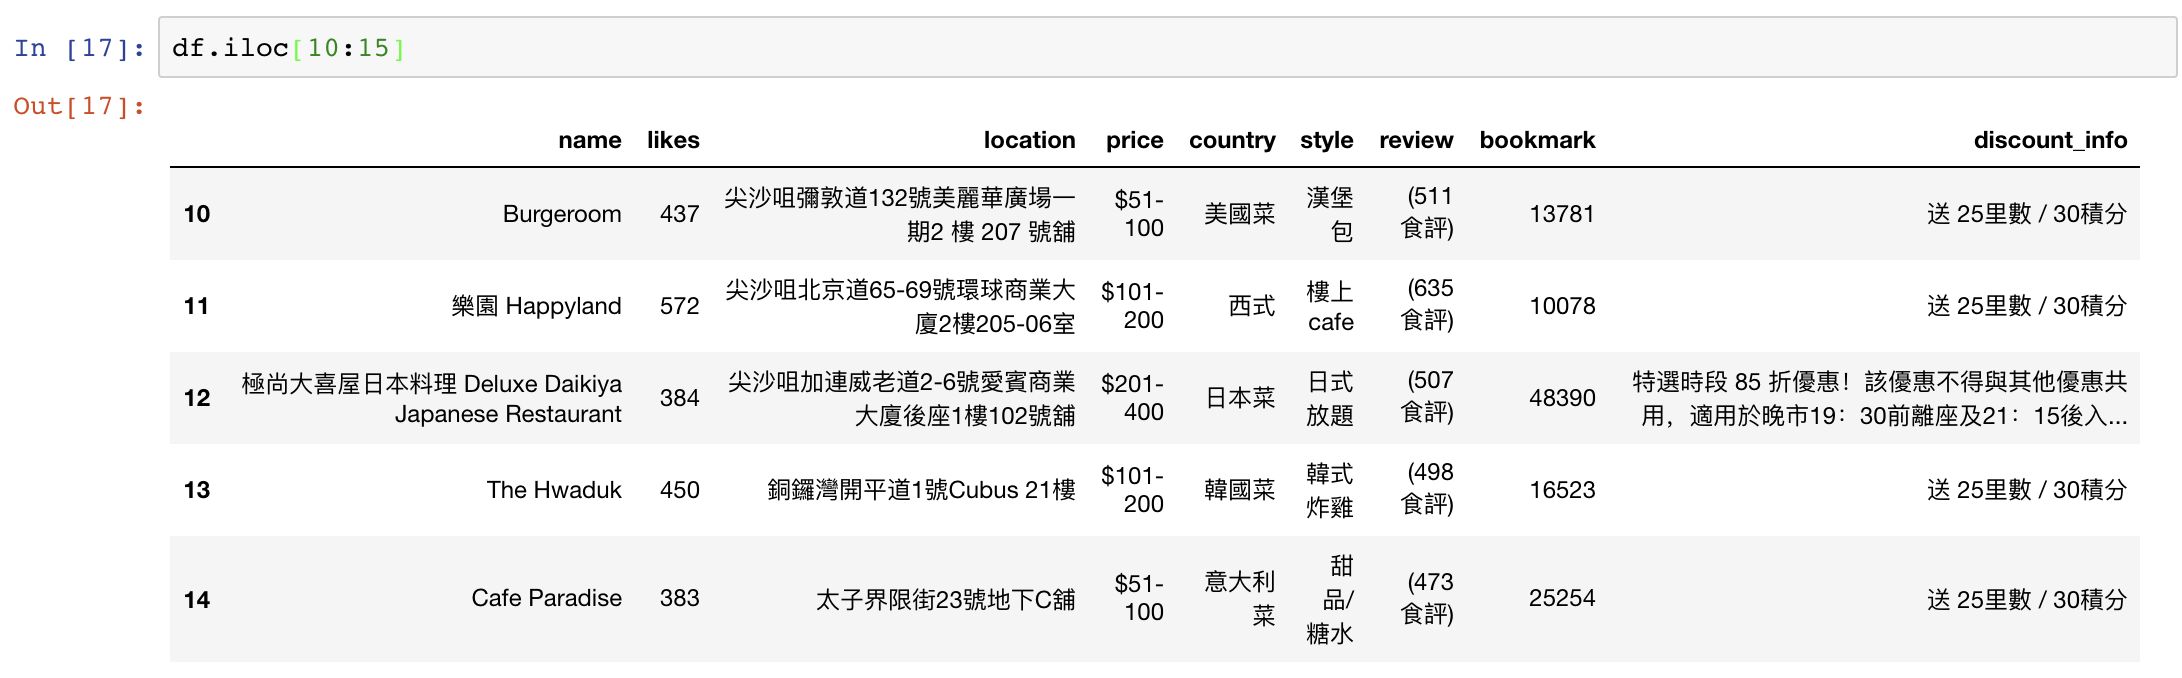 In [17]: df.iloc[10:15]
Out[17]:
name likes location price country style review bookmark discount_info
10 Burgeroom 437 尖沙咀彌敦道132號美麗華廣場一 $51- 美國菜 漢堡 (511 13781 送 25里數 / 30積分
期2 樓 207 號舖 100 包 食評)
11 樂園 Happyland 572 尖沙咀北京道65-69號環球商業大 $101- 西式 樓上 (635 10078 送 25里數 / 30積分
廈2樓205-06室 200 cafe 食評)
12 極尚大喜屋日本料理 Deluxe Daikiya 384 尖沙咀加連威老道2-6號愛賓商業 $201- 日本菜 日式 (507 48390 特選時段 85 折優惠！該優惠不得與其他優惠共
Japanese Restaurant 大廈後座1樓102號舖 400 放題 食評) 用，適用於晚市19：30前離座及21：15後入...
13 The Hwaduk 450 銅鑼灣開平道1號Cubus 21樓 $101- 韓國菜 韓式 (498 16523 送 25里數 / 30積分
200 炸雞 食評)
14 Cafe Paradise 383 太子界限街23號地下C舖 $51- 意大利 甜 (473 25254 送 25里數 / 30積分
100 菜 品/ 食評)
糖水